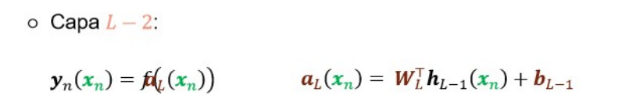 ○ Capa L − 2:
yₙ(xₙ) = f(a_L(xₙ)) a_L(xₙ) = W_L^⊤ h_{L−1}(xₙ) + b_{L−1}